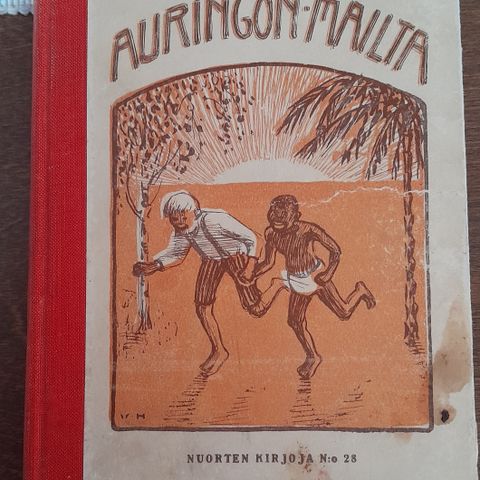 AURINGON-MAILTA
V H
NUORTEN KIRJOJA N:o 28